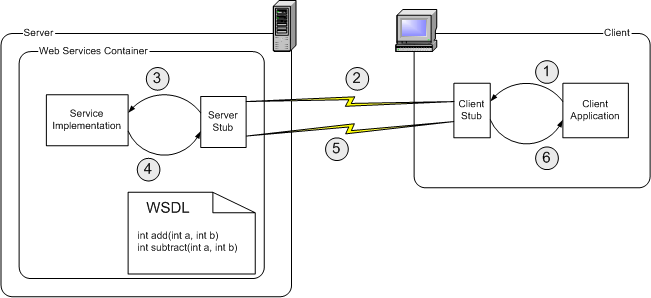 Server
Client
Web Services Container
Service
Implementation
Server
Stub
Client
Stub
Client
Application
1
2
3
4
5
6
WSDL
int add(int a, int b)
int subtract(int a, int b)